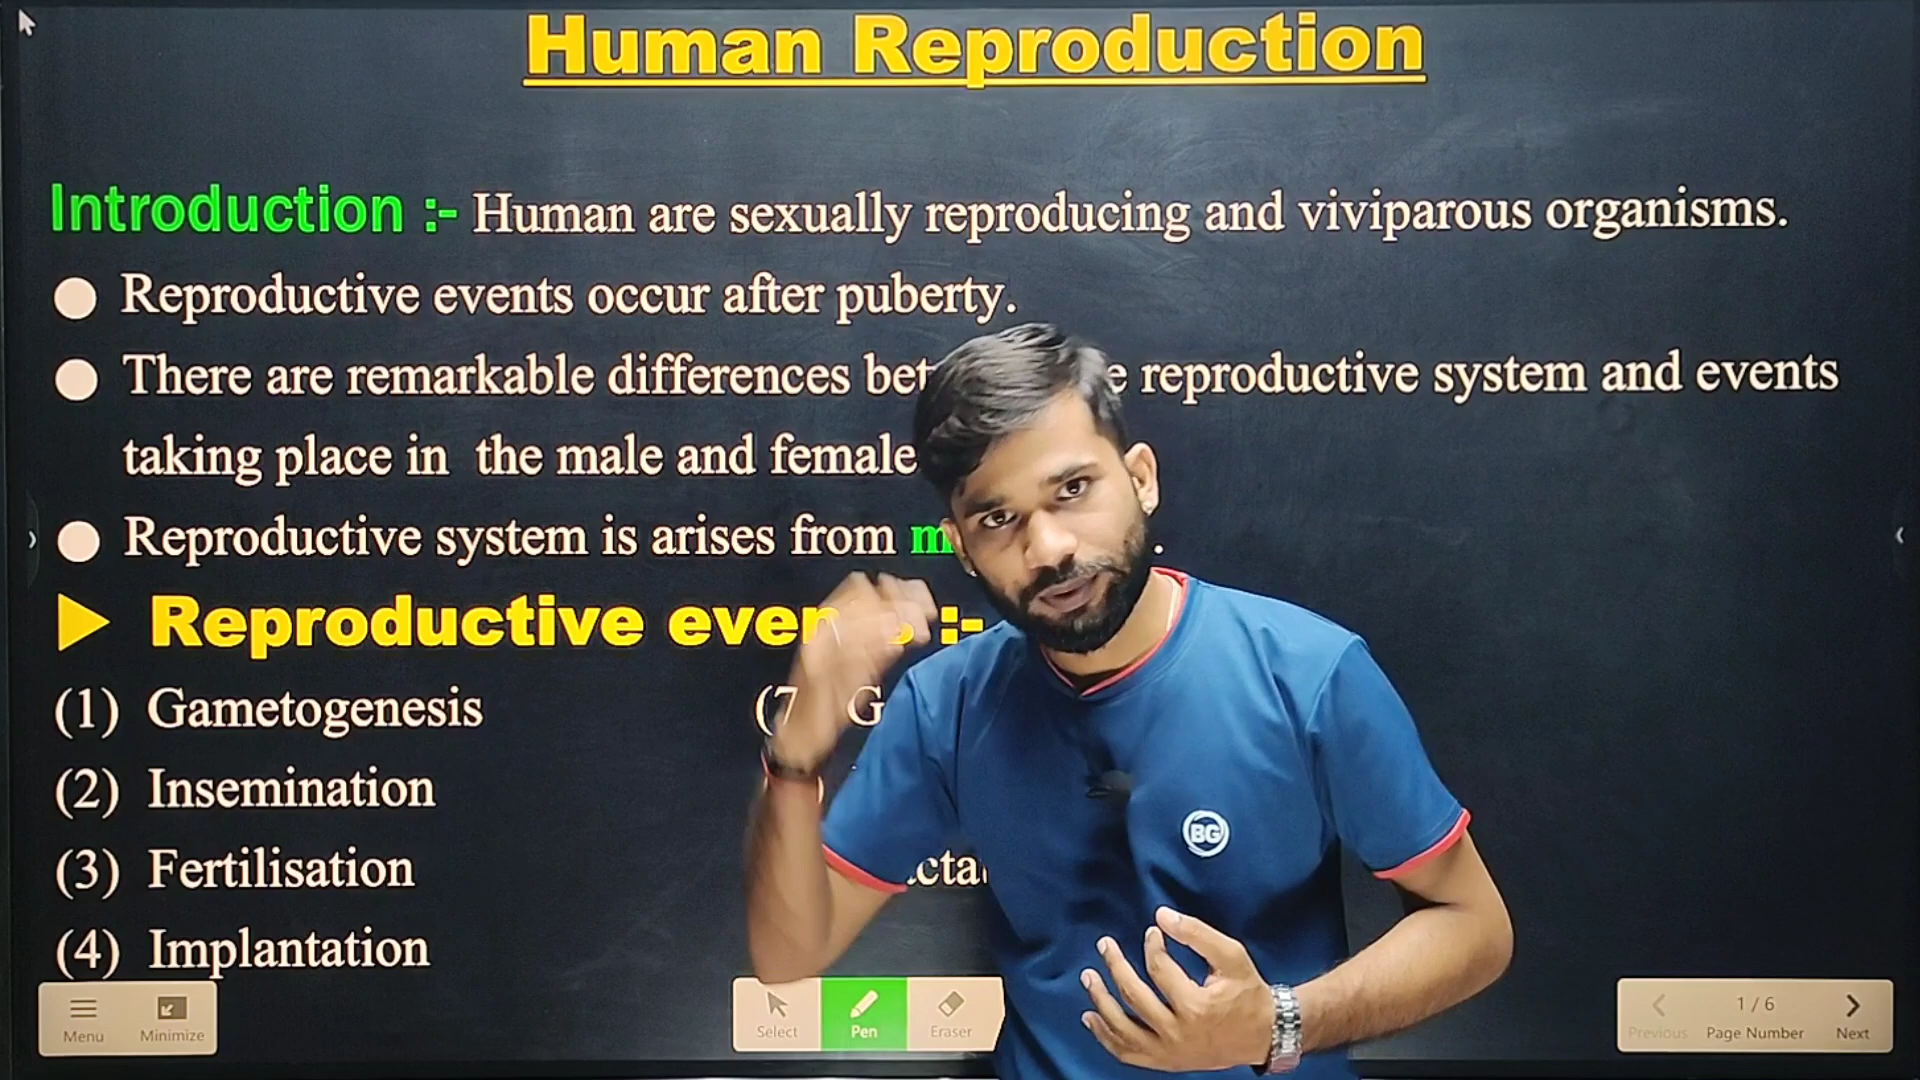 Human Reproduction
Introduction :- Human are sexually reproducing and viviparous organisms.
Reproductive events occur after puberty.
There are remarkable differences reproductive system and events
taking place in the male and female
Reproductive system is arises from
Reproductive events :-
(1) Gametogenesis
(2) Insemination
(3) Fertilisation
(4) Implantation
BG
Menu
Minimize
Select
Pen
Eraser
1 / 6
Previous
Page Number
Next